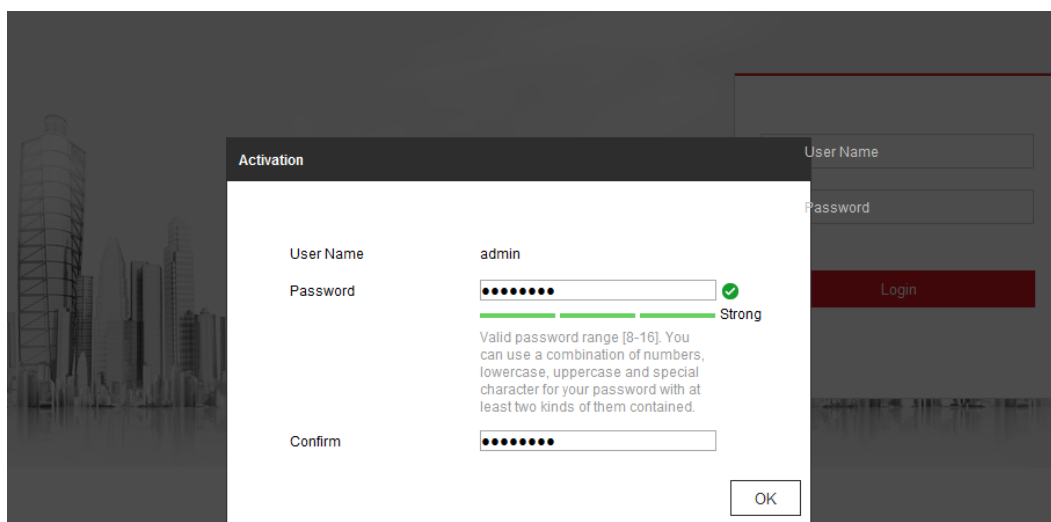 Activation
User Name
Password
Login
User Name admin
Password ●●●●●●●●
Strong
Valid password range [8-16]. You
can use a combination of numbers,
lowercase, uppercase and special
character for your password with at
least two kinds of them contained.
Confirm ●●●●●●●●
OK